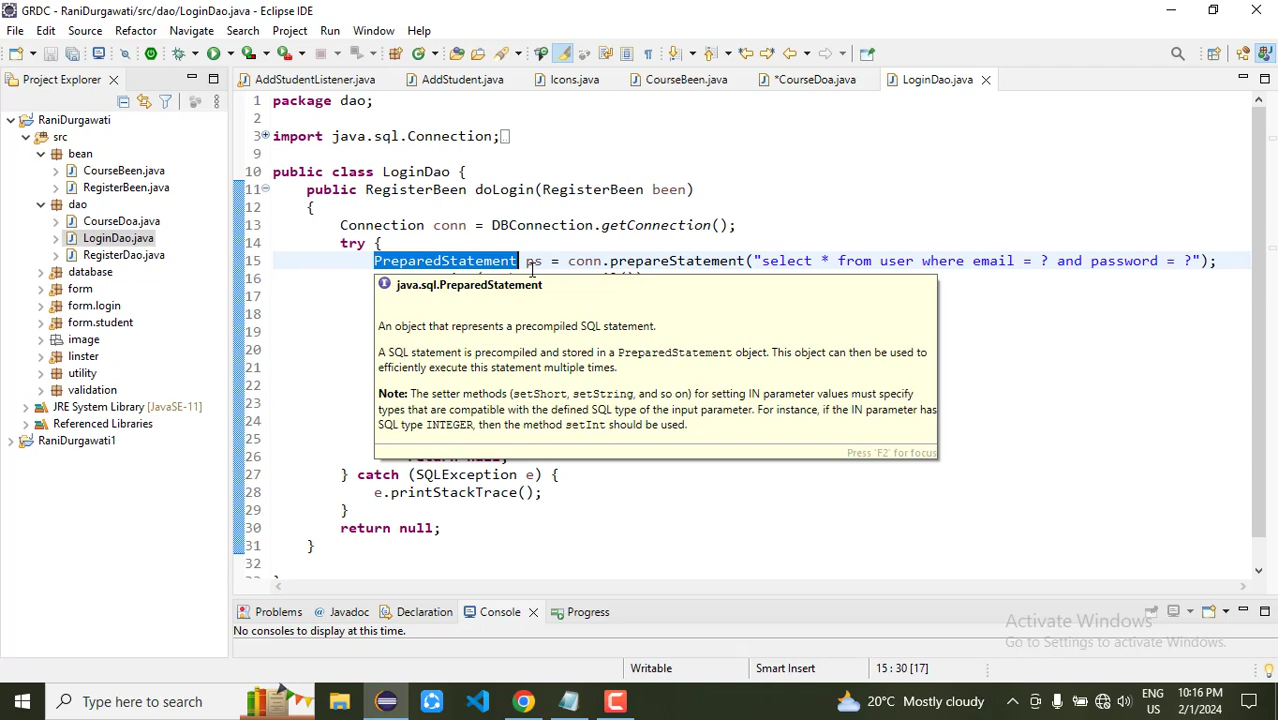 GRDC - RaniDurgawati/src/dao/LoginDao.java - Eclipse IDE
File Edit Source Refactor Navigate Search Project Run Window Help
Project Explorer
AddStudentListener.java AddStudent.java Icons.java CourseBeen.java *CourseDoa.java LoginDao.java
RaniDurgawati
src
bean
CourseBeen.java
RegisterBeen.java
dao
CourseDoa.java
LoginDao.java
RegisterDao.java
database
form
form.login
form.student
image
linster
utility
validation
JRE System Library [JavaSE-11]
Referenced Libraries
RaniDurgawati1
1 package dao;
2
3 import java.sql.Connection;
9
10 public class LoginDao {
11 public RegisterBeen doLogin(RegisterBeen been)
12 {
13 Connection conn = DBConnection.getConnection();
14 try {
15 PreparedStatement ps = conn.prepareStatement("select * from user where email = ? and password = ?");
16
17
18
19
20
21
22
23
24
25
26
27 } catch (SQLException e) {
28 e.printStackTrace();
29 }
30 return null;
31 }
32
java.sql.PreparedStatement
An object that represents a precompiled SQL statement.
A SQL statement is precompiled and stored in a PreparedStatement object. This object can then be used to
efficiently execute this statement multiple times.
Note: The setter methods (setShort, setString, and so on) for setting IN parameter values must specify
types that are compatible with the defined SQL type of the input parameter. For instance, if the IN parameter has
SQL type INTEGER, then the method setInt should be used.
Press 'F2' for focus
Problems Javadoc Declaration Console Progress
No consoles to display at this time.
Activate Windows
Go to Settings to activate Windows.
Writable Smart Insert 15 : 30 [17]
Type here to search
20°C Mostly cloudy
ENG
US
10:16 PM
2/1/2024